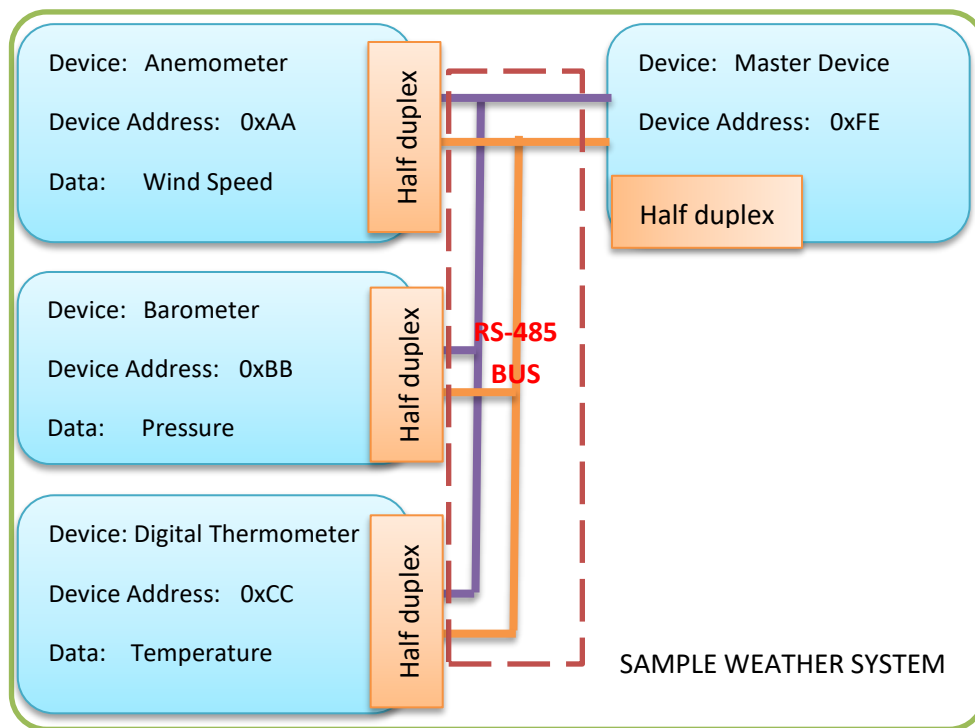 Device: Anemometer
Device Address: 0xAA
Data: Wind Speed
Half duplex
Device: Master Device
Device Address: 0xFE
Half duplex
Device: Barometer
Device Address: 0xBB
Data: Pressure
Half duplex
RS-485
BUS
Device: Digital Thermometer
Device Address: 0xCC
Data: Temperature
Half duplex
SAMPLE WEATHER SYSTEM